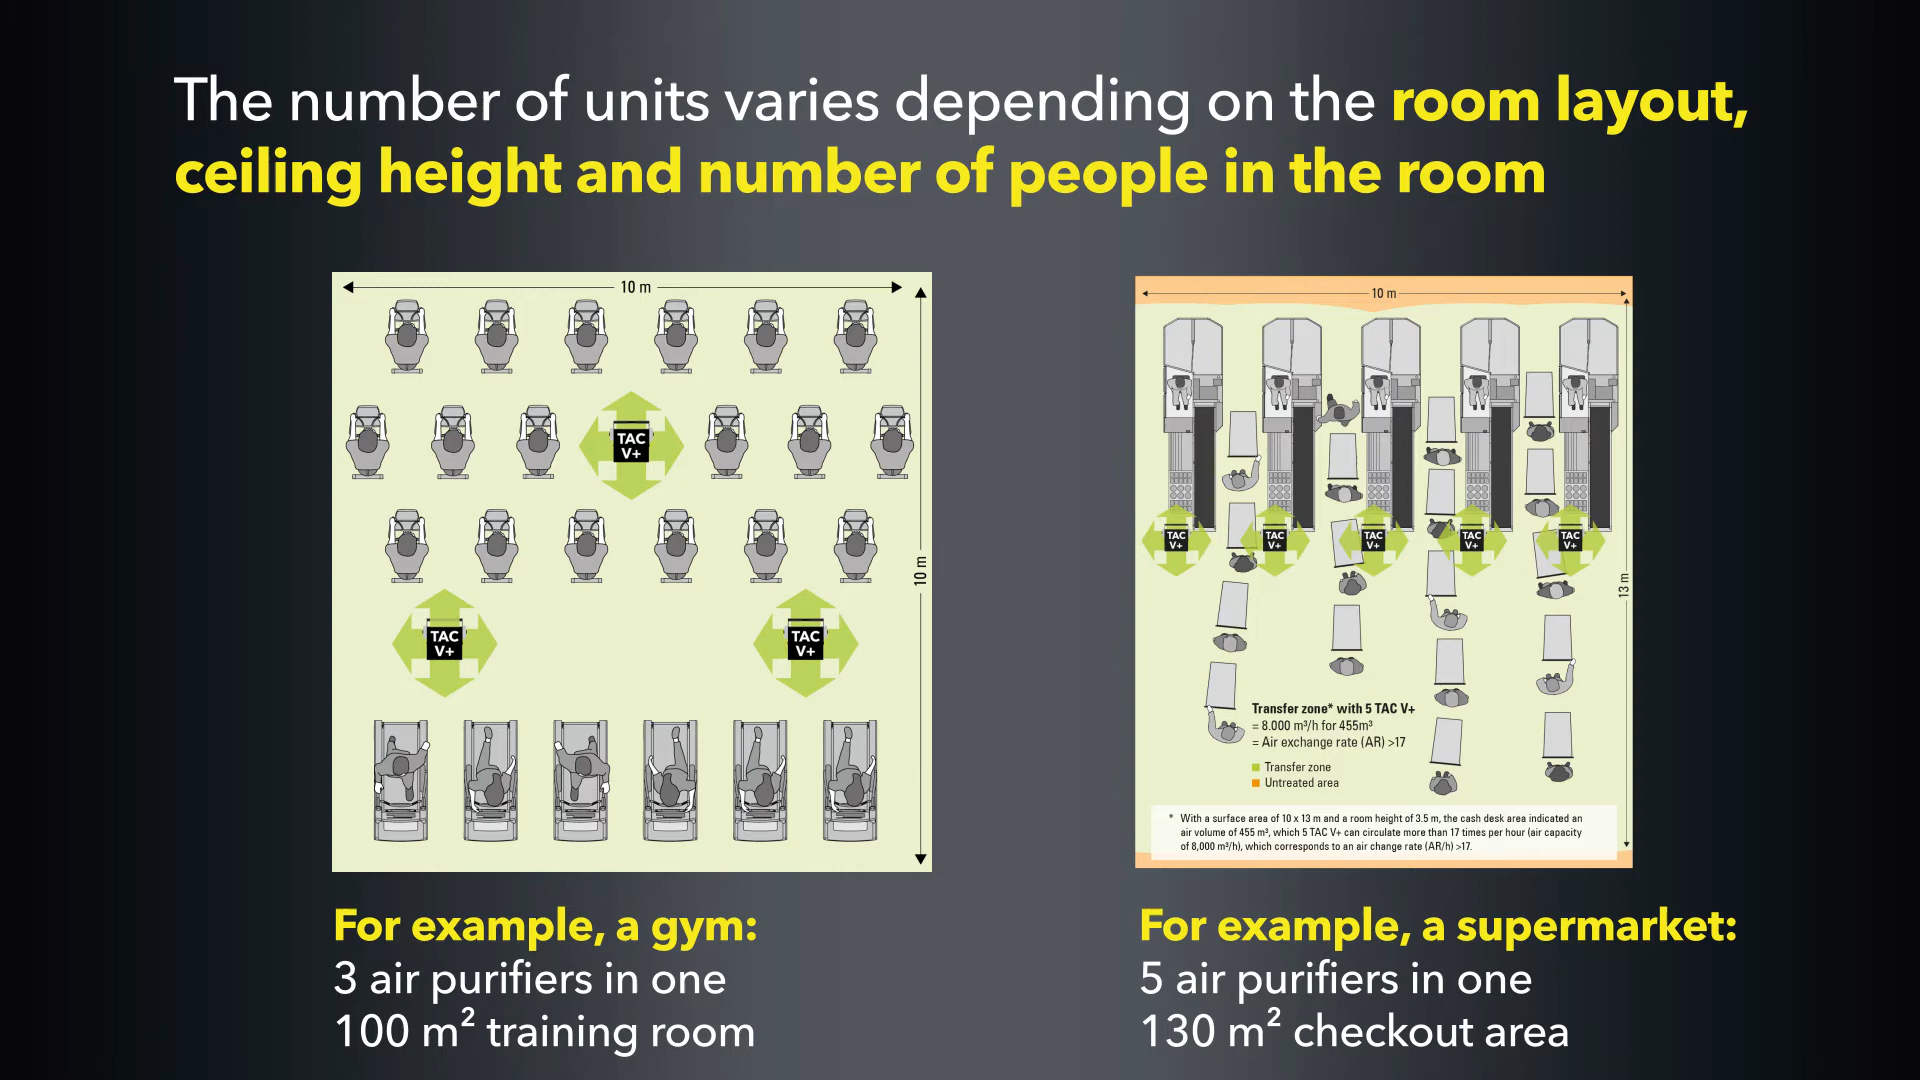 The number of units varies depending on the room layout,
ceiling height and number of people in the room
10 m
10 m
TAC
V+
TAC
V+
TAC
V+
10 m
13 m
TAC
V+
TAC
V+
TAC
V+
TAC
V+
TAC
V+
Transfer zone* with 5 TAC V+
= 8.000 m³/h for 455m³
= Air exchange rate (AR) >17
Transfer zone
Untreated area
* With a surface area of 10 x 13 m and a room height of 3.5 m, the cash desk area indicated an
air volume of 455 m³, which 5 TAC V+ can circulate more than 17 times per hour (air capacity
of 8,000 m³/h), which corresponds to an air change rate (AR/h) >17.
For example, a gym:
3 air purifiers in one
100 m² training room
For example, a supermarket:
5 air purifiers in one
130 m² checkout area